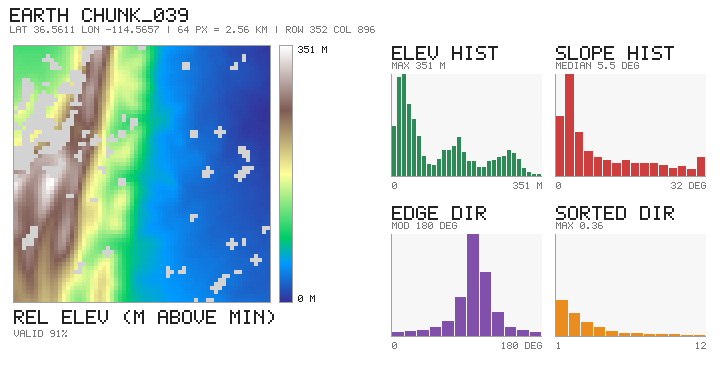 EARTH CHUNK_039
LAT 36.5611 LON -114.5657 | 64 PX = 2.56 KM | ROW 352 COL 896
351 M
0 M
REL ELEV (M ABOVE MIN)
VALID 91%
ELEV HIST
MAX 351 M
0 351 M
SLOPE HIST
MEDIAN 5.5 DEG
0 32 DEG
EDGE DIR
MOD 180 DEG
0 180 DEG
SORTED DIR
MAX 0.36
1 12